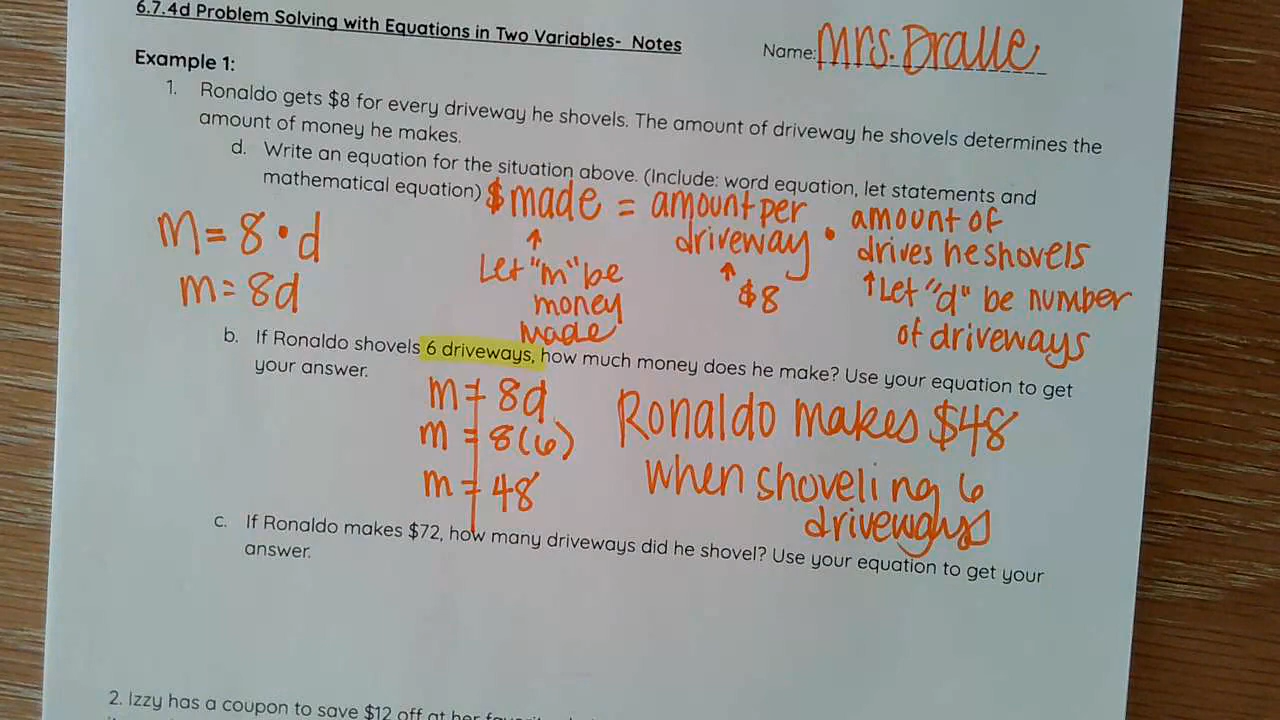 6.7.4d Problem Solving with Equations in Two Variables- Notes
Name: Mrs. Dralle
Example 1:
1. Ronaldo gets $8 for every driveway he shovels. The amount of driveway he shovels determines the
amount of money he makes.
d. Write an equation for the situation above. (Include: word equation, let statements and
mathematical equation)
$ made = amount per driveway • amount of drives he shovels
m = 8 • d
m = 8d
↑
Let "m" be
money
made
↑
$8
↑ Let "d" be number
of driveways
b. If Ronaldo shovels 6 driveways, how much money does he make? Use your equation to get
your answer.
m = 8d
m = 8(6)
m = 48
Ronaldo makes $48
when shoveling 6
driveways
c. If Ronaldo makes $72, how many driveways did he shovel? Use your equation to get your
answer.
2. Izzy has a coupon to save $12 off at her